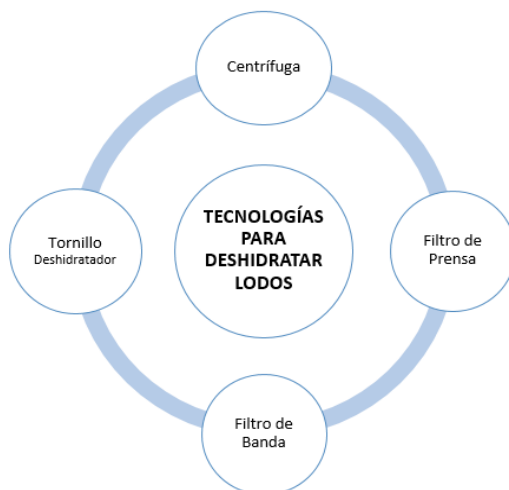 Centrífuga
TECNOLOGÍAS
PARA
DESHIDRATAR
LODOS
Tornillo
Deshidratador
Filtro de
Prensa
Filtro de
Banda